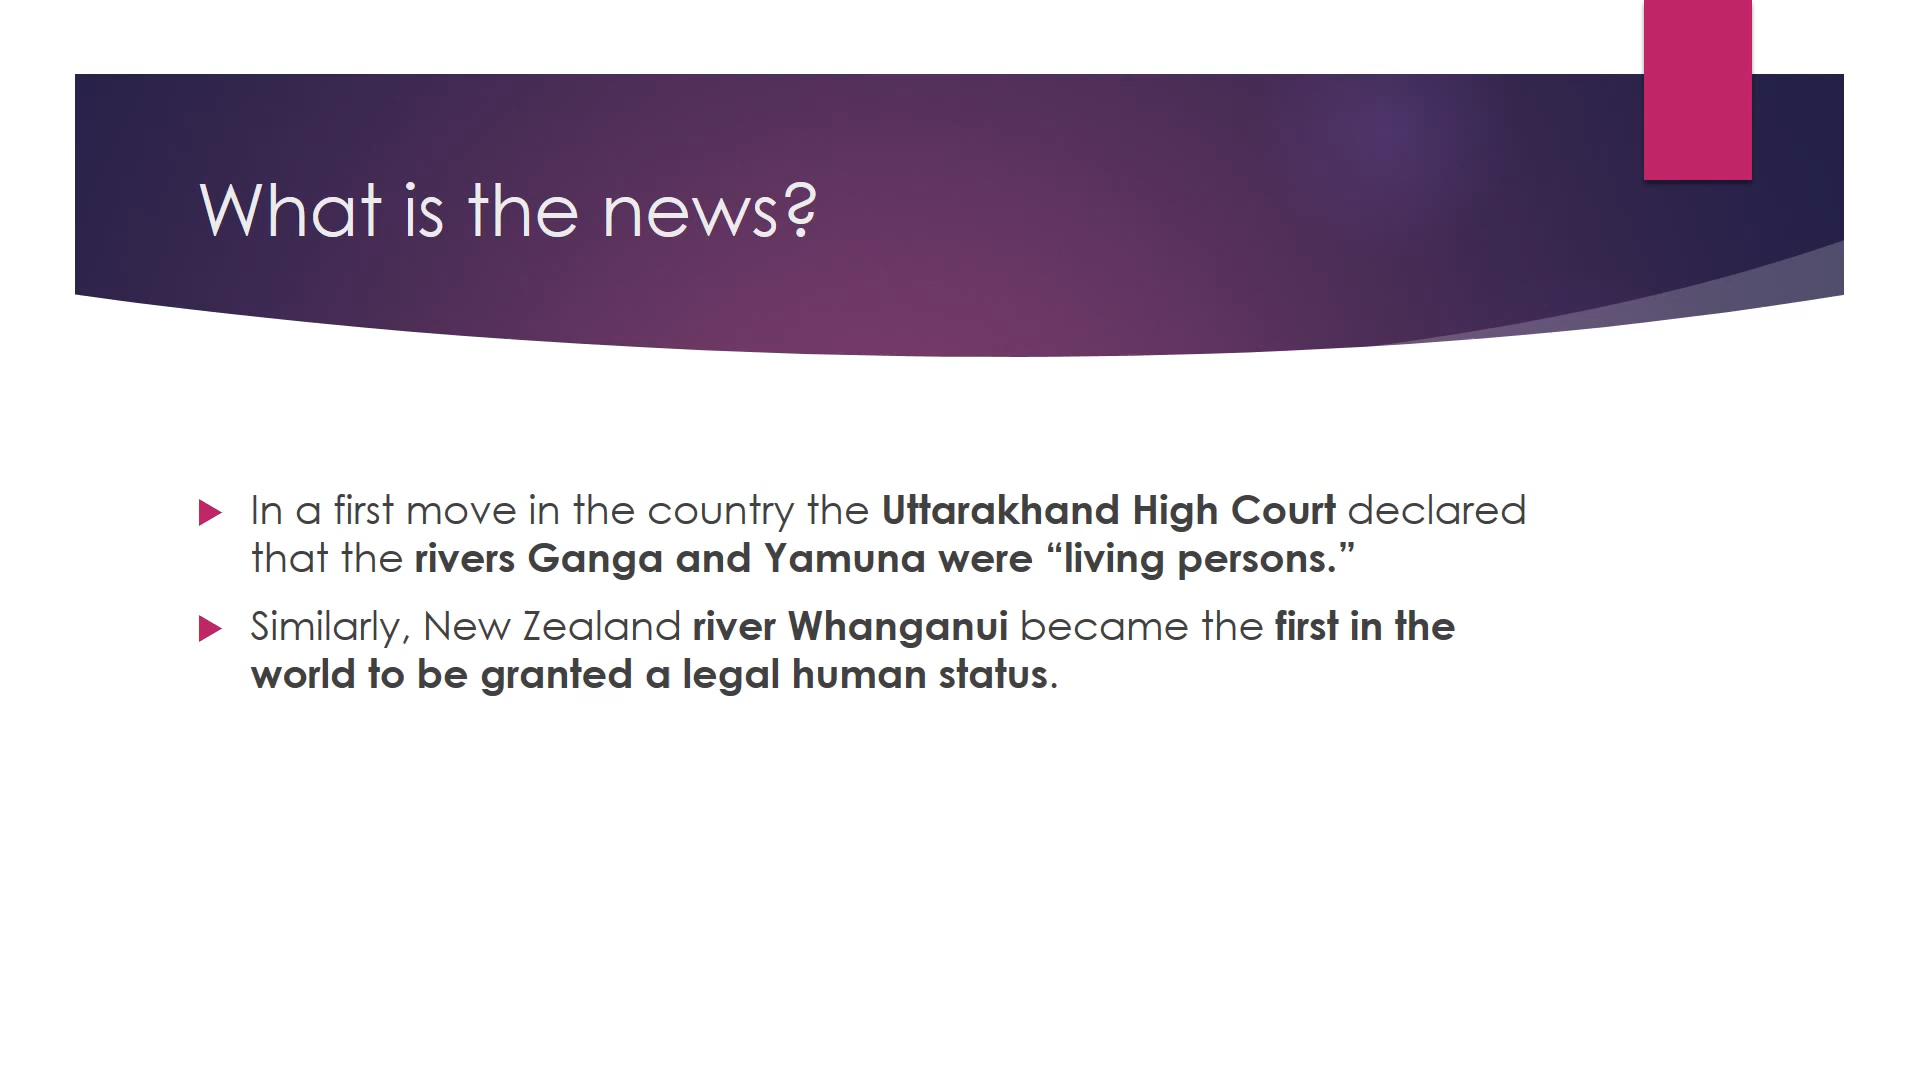 What is the news?
In a first move in the country the Uttarakhand High Court declared
that the rivers Ganga and Yamuna were “living persons.”
Similarly, New Zealand river Whanganui became the first in the
world to be granted a legal human status.